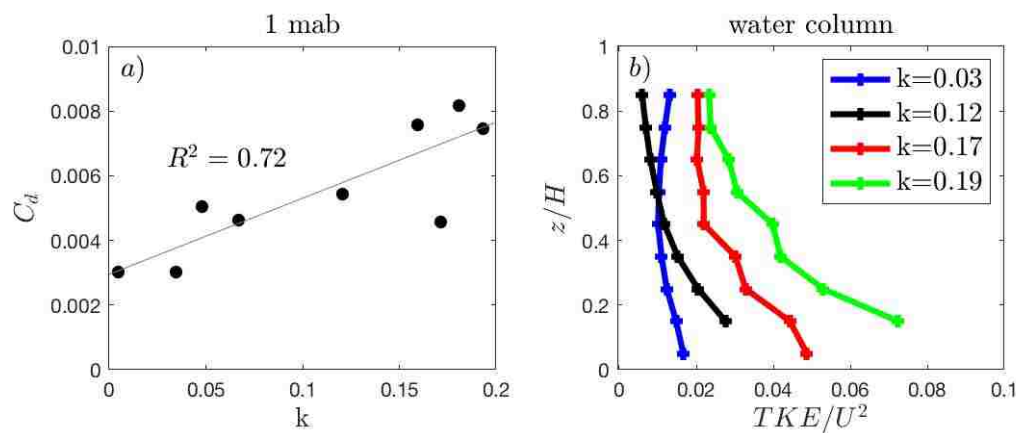 1 mab
a)
R² = 0.72
C_d
0.01
0.008
0.006
0.004
0.002
0
0 0.05 0.1 0.15 0.2
k
water column
b)
k=0.03
k=0.12
k=0.17
k=0.19
z/H
1
0.8
0.6
0.4
0.2
0
0 0.02 0.04 0.06 0.08 0.1
TKE/U²